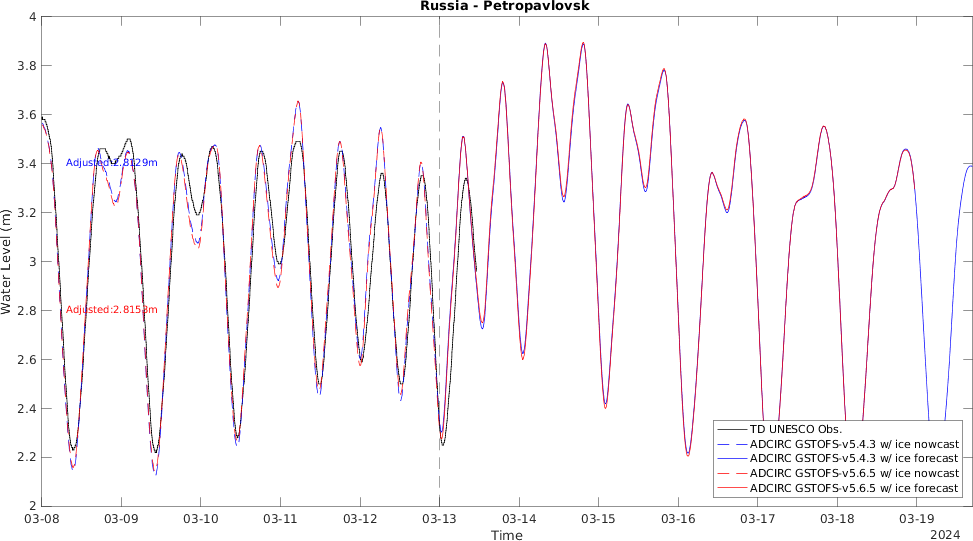 Russia - Petropavlovsk
4
3.8
3.6
3.4
3.2
3
2.8
2.6
2.4
2.2
2
Water Level (m)
Adjusted:2.8129m
Adjusted:2.8153m
TD UNESCO Obs.
ADCIRC GSTOFS-v5.4.3 w/ ice nowcast
ADCIRC GSTOFS-v5.4.3 w/ ice forecast
ADCIRC GSTOFS-v5.6.5 w/ ice nowcast
ADCIRC GSTOFS-v5.6.5 w/ ice forecast
03-08 03-09 03-10 03-11 03-12 03-13 03-14 03-15 03-16 03-17 03-18 03-19
Time
2024